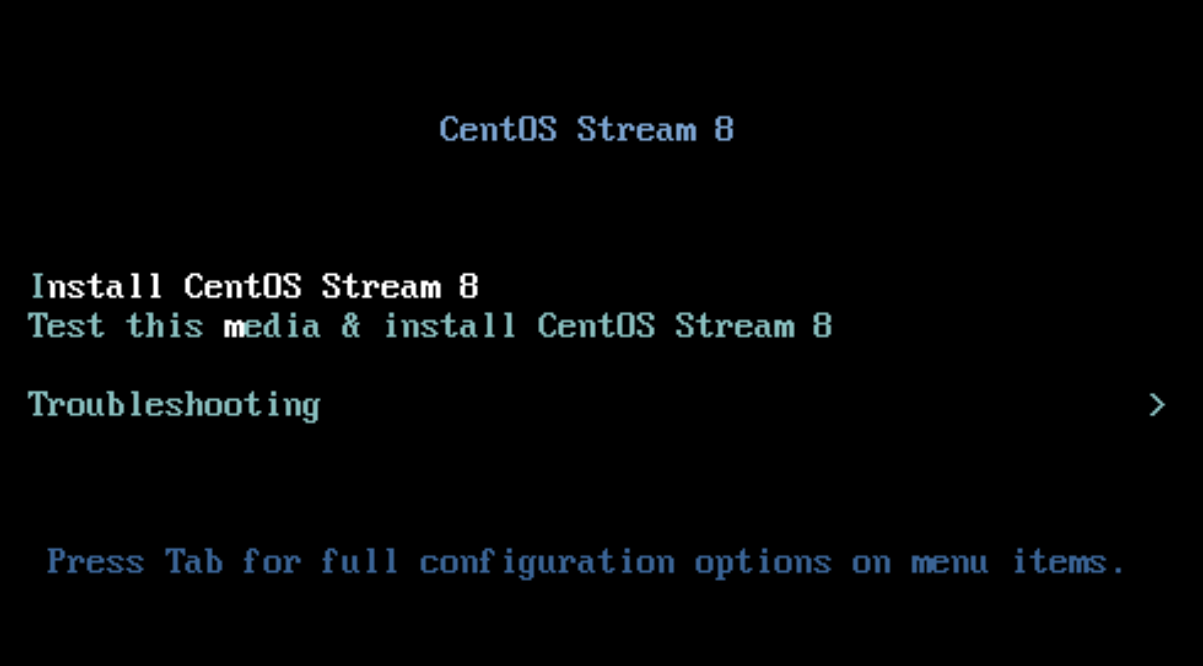 CentOS Stream 8
Install CentOS Stream 8
Test this media & install CentOS Stream 8
Troubleshooting >
Press Tab for full configuration options on menu items.